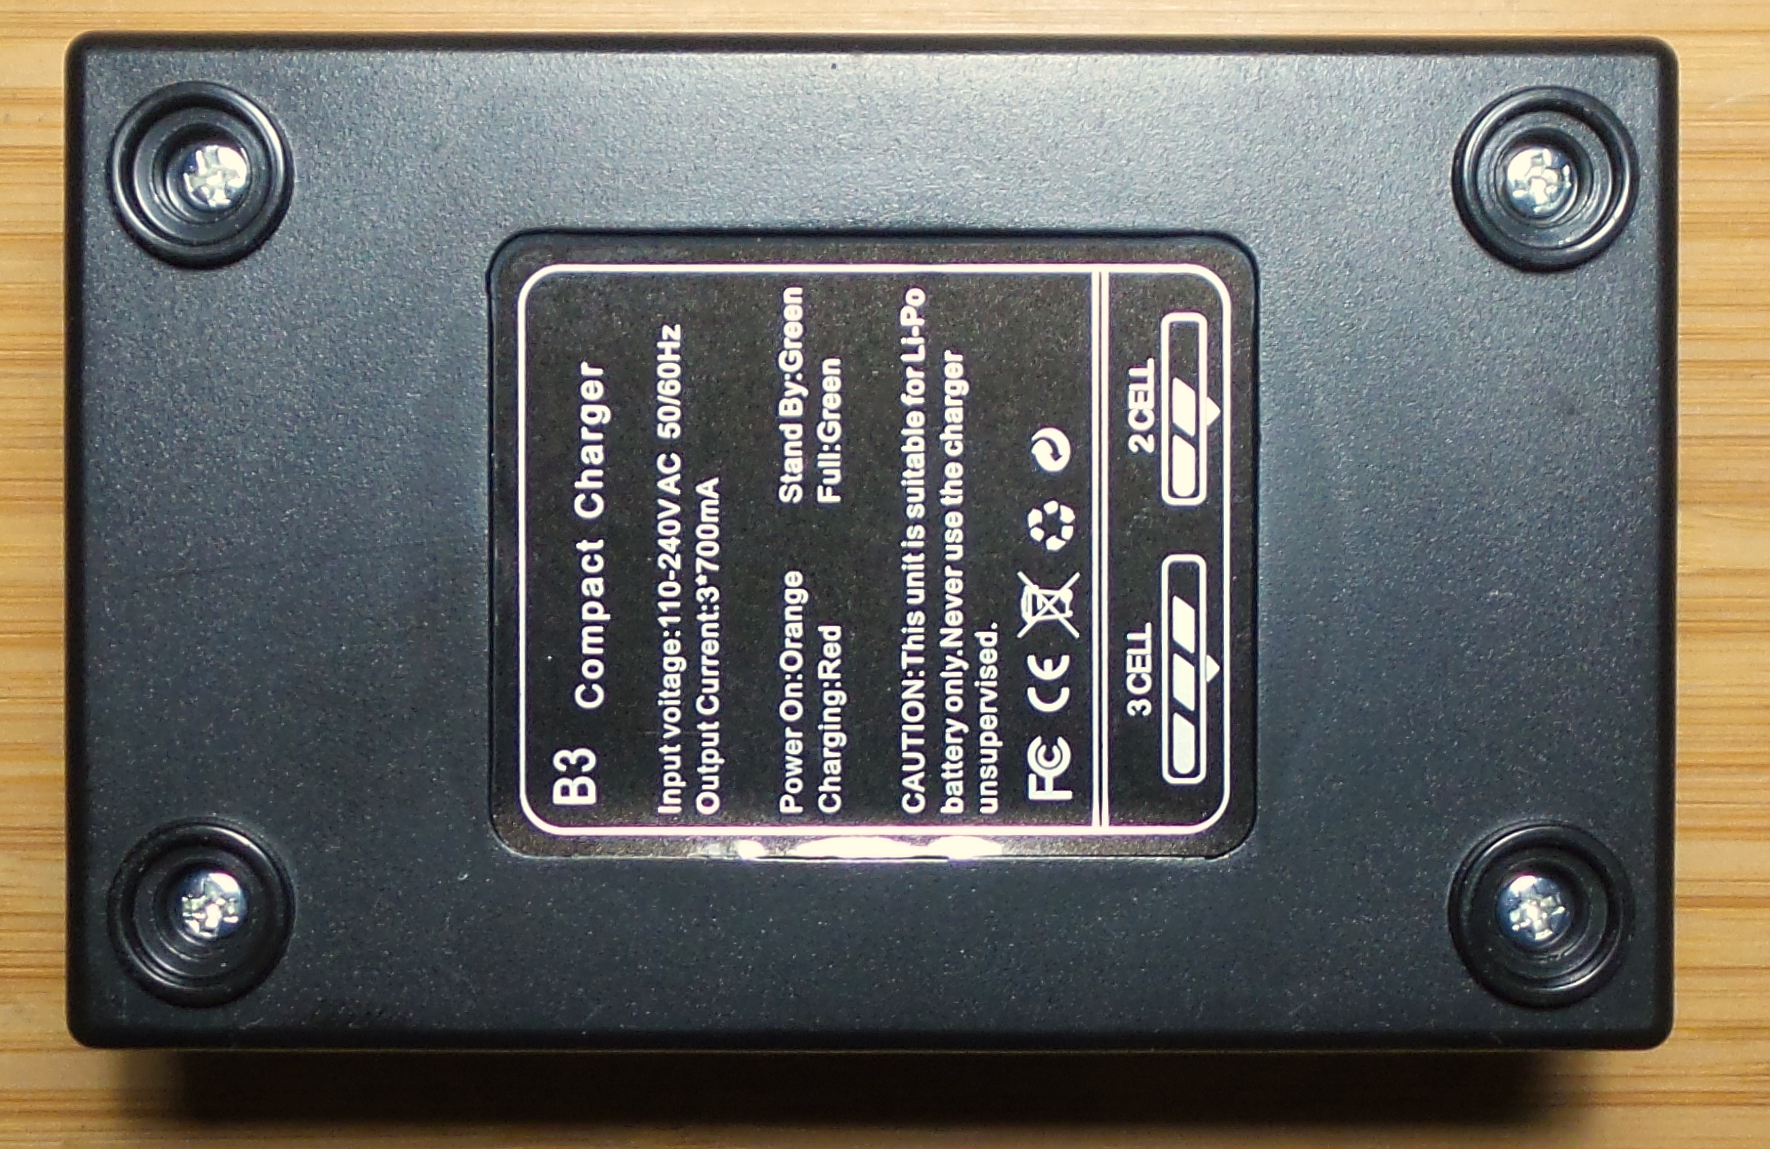 B3 Compact Charger
Input voitage:110-240V AC 50/60Hz
Output Current:3*700mA
Power On:Orange Stand By:Green
Charging:Red Full:Green
CAUTION:This unit is suitable for Li-Po
battery only.Never use the charger
unsupervised.
FC CE
3 CELL 2 CELL